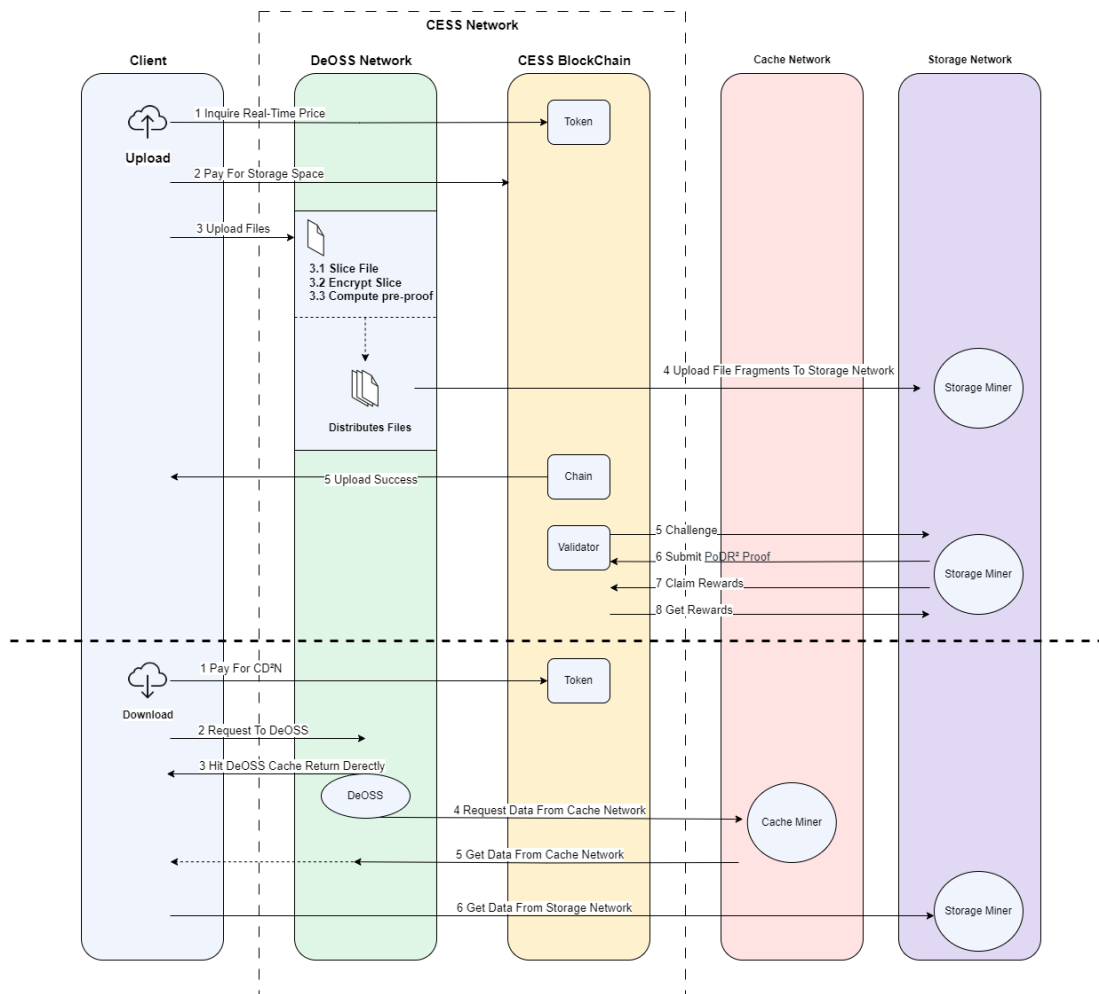 CESS Network
Client
DeOSS Network
CESS BlockChain
Cache Network
Storage Network
1 Inquire Real-Time Price
Token
Upload
2 Pay For Storage Space
3 Upload Files
3.1 Slice File
3.2 Encrypt Slice
3.3 Compute pre-proof
4 Upload File Fragments To Storage Network
Storage Miner
Distributes Files
5 Upload Success
Chain
5 Challenge
Validator
6 Submit PoDR² Proof
Storage Miner
7 Claim Rewards
8 Get Rewards
1 Pay For CD²N
Token
Download
2 Request To DeOSS
3 Hit DeOSS Cache Return Derectly
DeOSS
4 Request Data From Cache Network
Cache Miner
5 Get Data From Cache Network
6 Get Data From Storage Network
Storage Miner